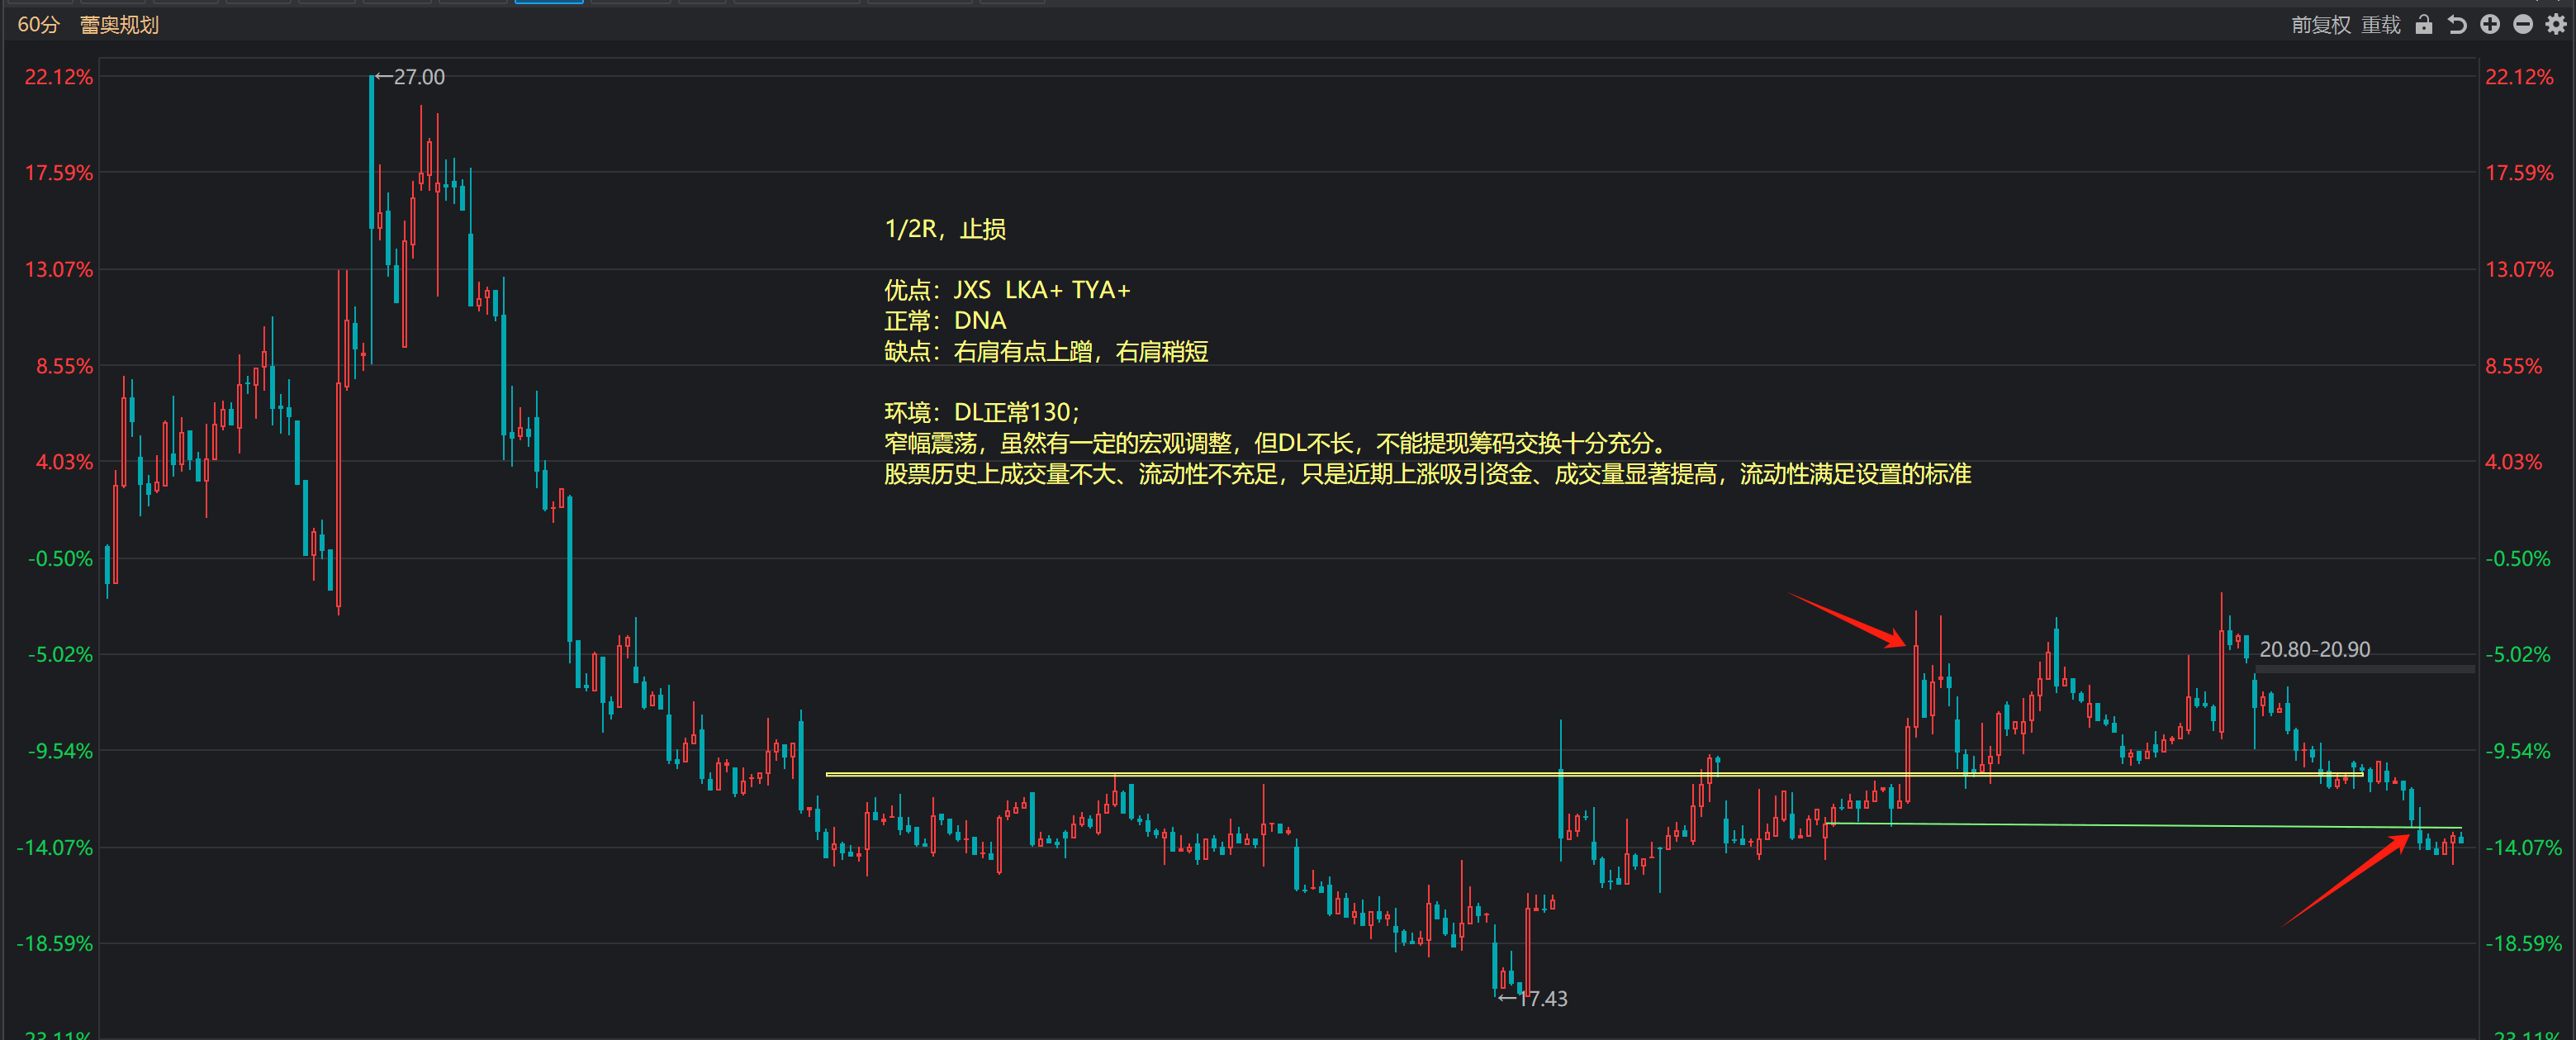 60分 蕾奥规划 前复权 重载
22.12% ←27.00 22.12%
17.59% 17.59%
1/2R，止损
13.07% 13.07%
优点：JXS LKA+ TYA+
正常：DNA
缺点：右肩有点上蹭，右肩稍短
8.55% 8.55%
环境：DL正常130；
窄幅震荡，虽然有一定的宏观调整，但DL不长，不能提现筹码交换十分充分。
4.03% 4.03%
股票历史上成交量不大、流动性不充足，只是近期上涨吸引资金、成交量显著提高，流动性满足设置的标准
-0.50% -0.50%
-5.02% 20.80-20.90 -5.02%
-9.54% -9.54%
-14.07% -14.07%
-18.59% -18.59%
←17.43
-23.11% -23.11%